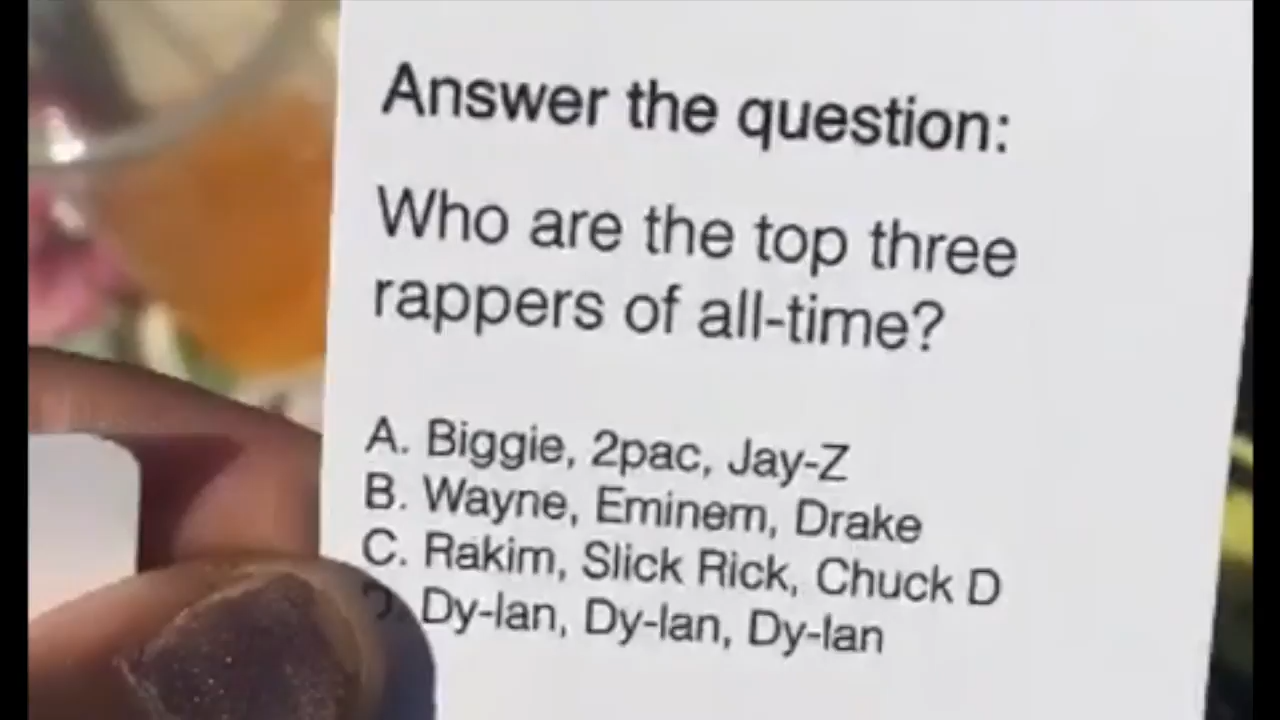 Answer the question:
Who are the top three
rappers of all-time?
A. Biggie, 2pac, Jay-Z
B. Wayne, Eminem, Drake
C. Rakim, Slick Rick, Chuck D
D. Dy-lan, Dy-lan, Dy-lan